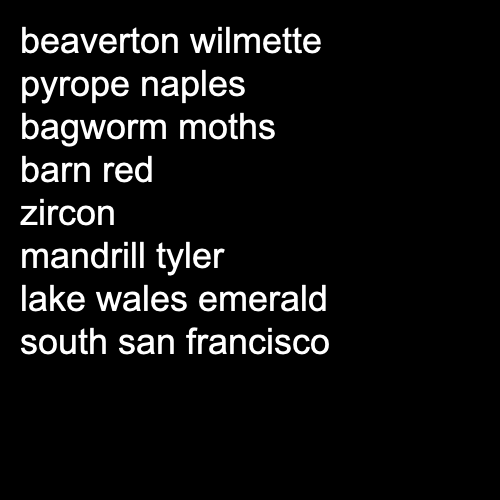 beaverton wilmette
pyrope naples
bagworm moths
barn red
zircon
mandrill tyler
lake wales emerald
south san francisco